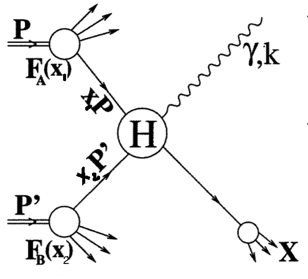 P
F_A(x_1)
x_1P
γ,k
H
x_2P'
P'
F_B(x_2)
X